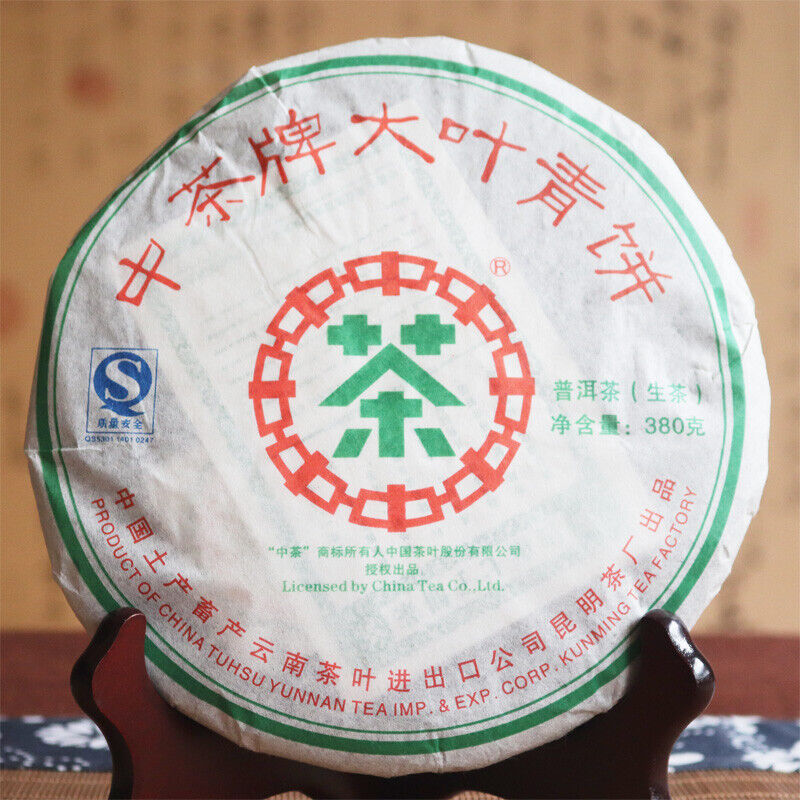 中茶牌大叶青饼
®
茶
质量安全
QS5301 1401 0247
普洱茶（生茶）
净含量：380克
“中茶”商标所有人中国茶叶股份有限公司
授权出品
Licensed by China Tea Co.,Ltd.
中国土产畜产云南茶叶进出口公司昆明茶厂出品
PRODUCT OF CHINA TUHSU YUNNAN TEA IMP. & EXP. CORP. KUNMING TEA FACTORY